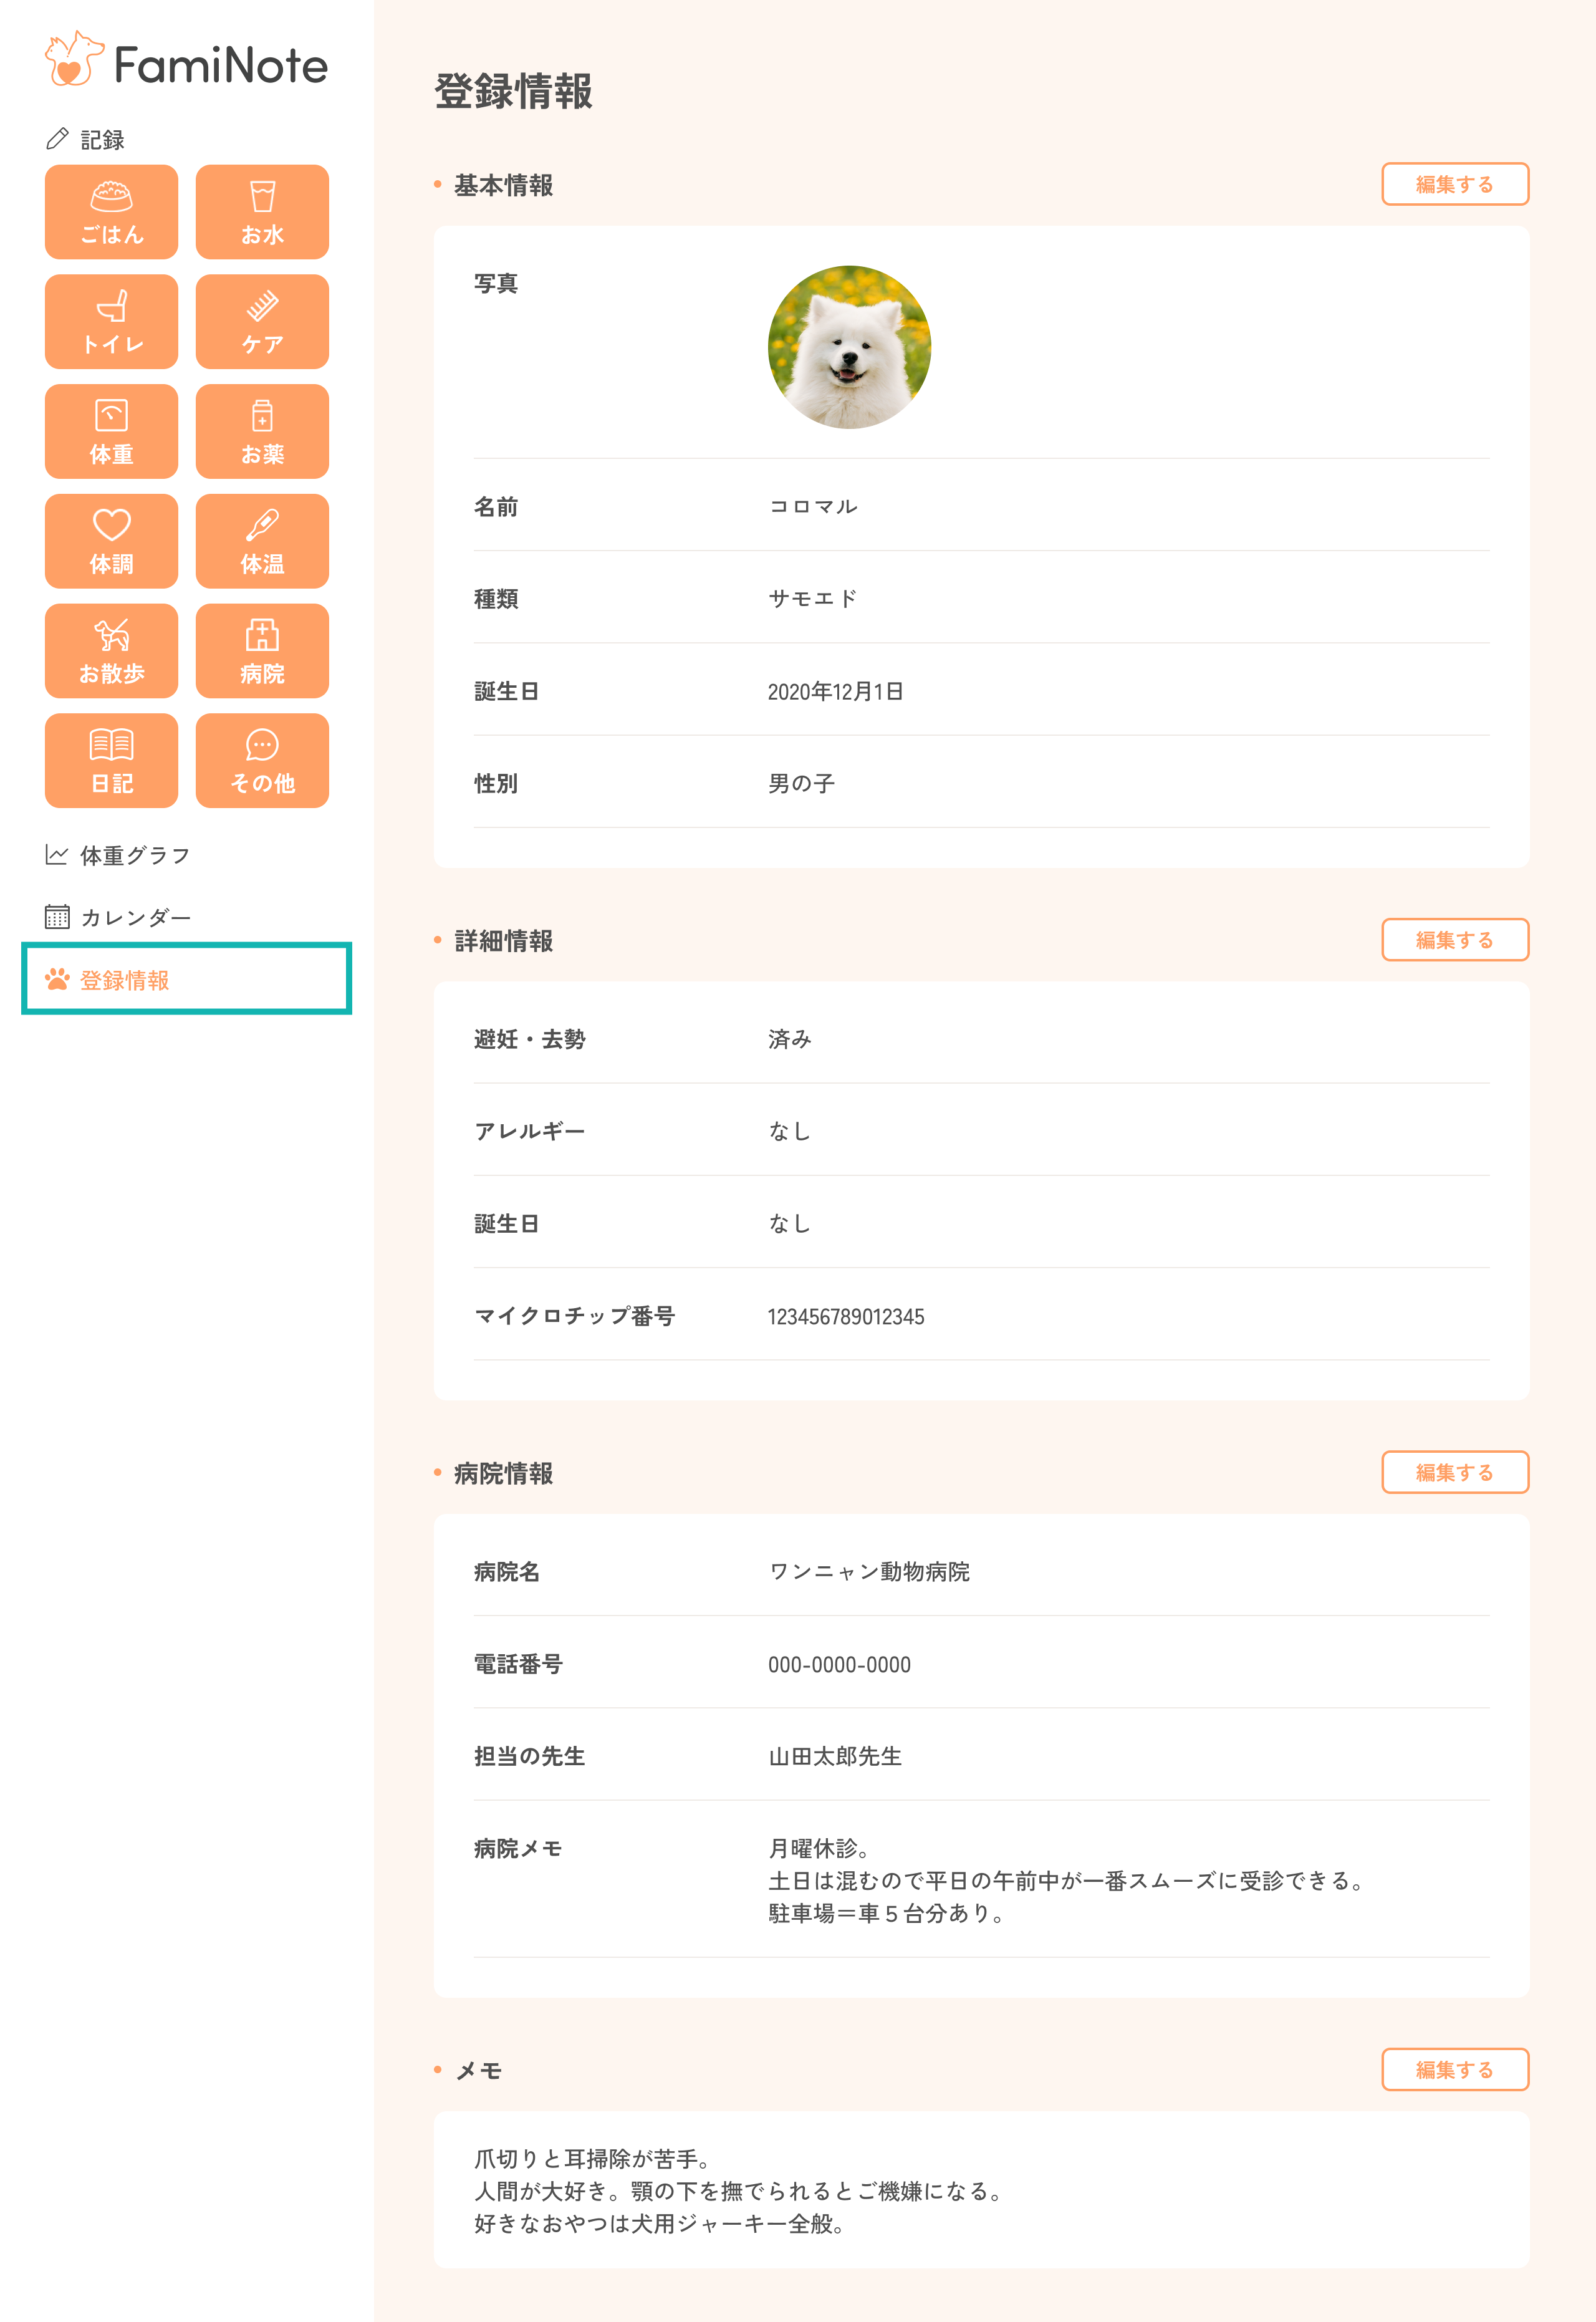 FamiNote
記録
ごはん
お水
トイレ
ケア
体重
お薬
体調
体温
お散歩
病院
日記
その他
体重グラフ
カレンダー
登録情報
登録情報
基本情報
編集する
写真
名前
コロマル
種類
サモエド
誕生日
2020年12月1日
性別
男の子
詳細情報
編集する
避妊・去勢
済み
アレルギー
なし
誕生日
なし
マイクロチップ番号
123456789012345
病院情報
編集する
病院名
ワンニャン動物病院
電話番号
000-0000-0000
担当の先生
山田太郎先生
病院メモ
月曜休診。
土日は混むので平日の午前中が一番スムーズに受診できる。
駐車場＝車５台分あり。
メモ
編集する
爪切りと耳掃除が苦手。
人間が大好き。顎の下を撫でられるとご機嫌になる。
好きなおやつは犬用ジャーキー全般。